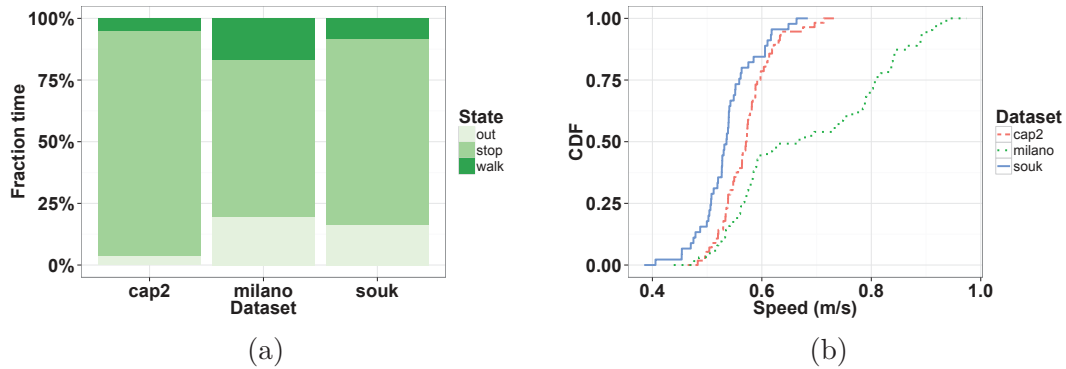 100%
75%
50%
25%
0%
Fraction time
cap2 milano souk
Dataset
State
out
stop
walk
(a)
1.00
0.75
0.50
0.25
0.00
CDF
0.4 0.6 0.8 1.0
Speed (m/s)
Dataset
cap2
milano
souk
(b)